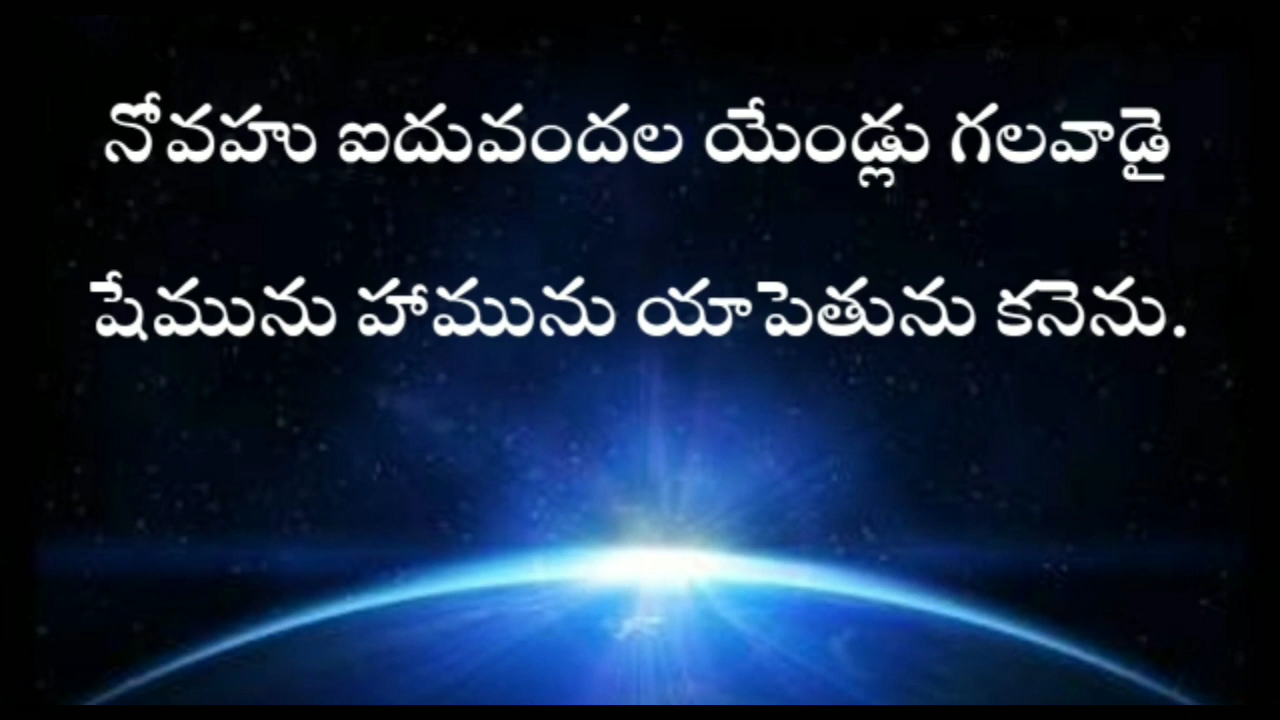 నోవహు ఐదువందల యేండ్లు గలవాడై
షేమును హామును యాపెతును కనెను.